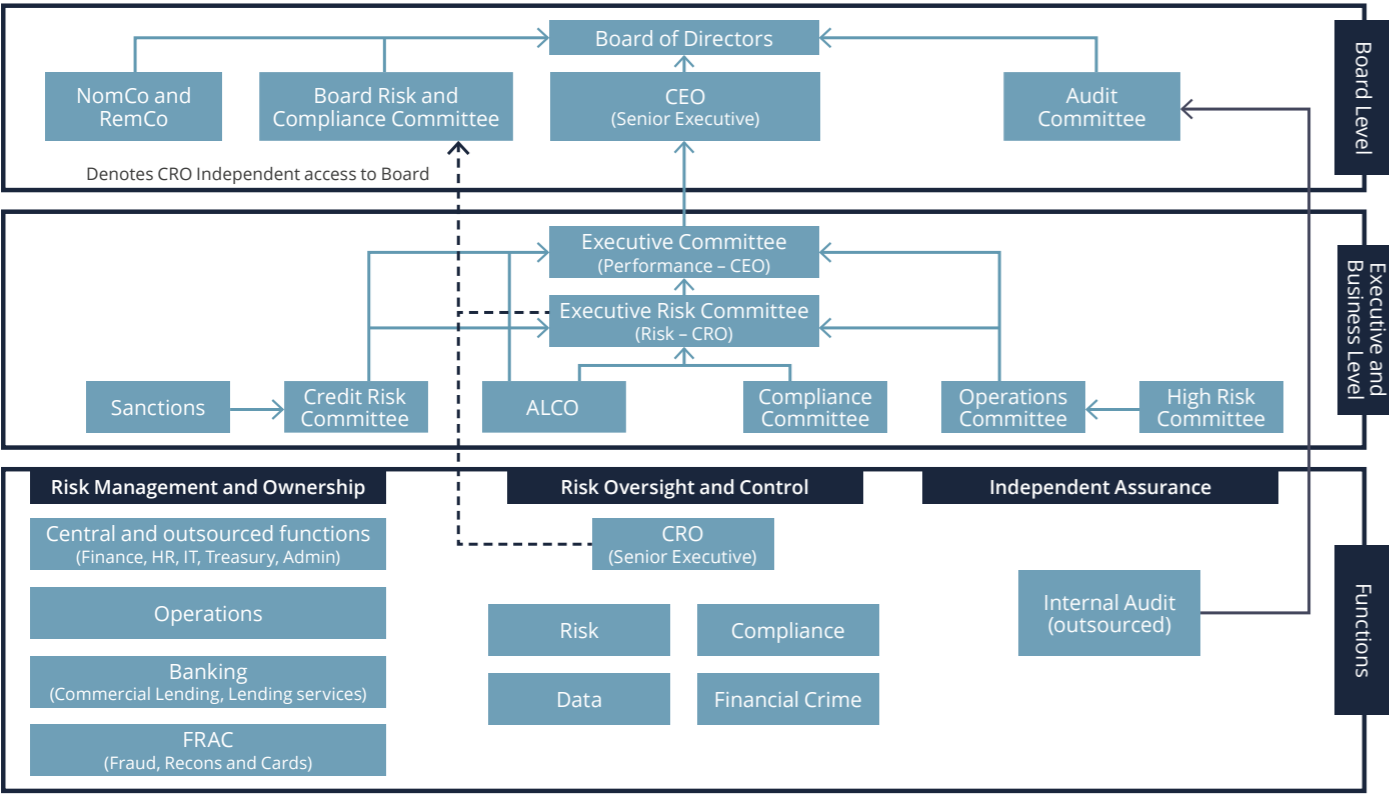 Board of Directors
NomCo and
RemCo
Board Risk and
Compliance Committee
CEO
(Senior Executive)
Audit
Committee
Denotes CRO Independent access to Board
Board Level
Executive Committee
(Performance – CEO)
Executive Risk Committee
(Risk – CRO)
Sanctions
Credit Risk
Committee
ALCO
Compliance
Committee
Operations
Committee
High Risk
Committee
Executive and
Business Level
Risk Management and Ownership
Central and outsourced functions
(Finance, HR, IT, Treasury, Admin)
Operations
Banking
(Commercial Lending, Lending services)
FRAC
(Fraud, Recons and Cards)
Risk Oversight and Control
CRO
(Senior Executive)
Risk
Compliance
Data
Financial Crime
Independent Assurance
Internal Audit
(outsourced)
Functions